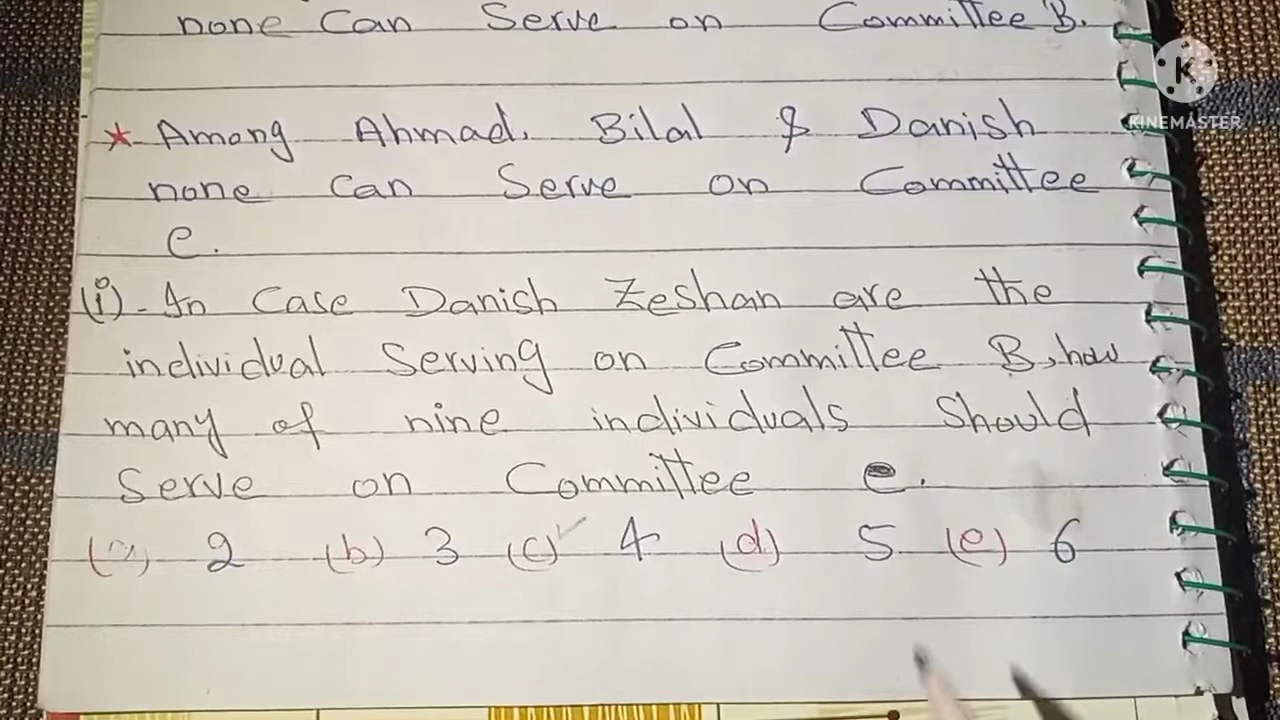 none Can Serve on Committee B.
KINEMASTER
★ Among Ahmad, Bilal & Danish
none Can Serve on Committee
C.
(i) - In Case Danish Zeshan are the
individual Serving on Committee B, how
many of nine individuals Should
Serve on Committee C.
(a) 2 (b) 3 (c) 4 (d) 5 (e) 6